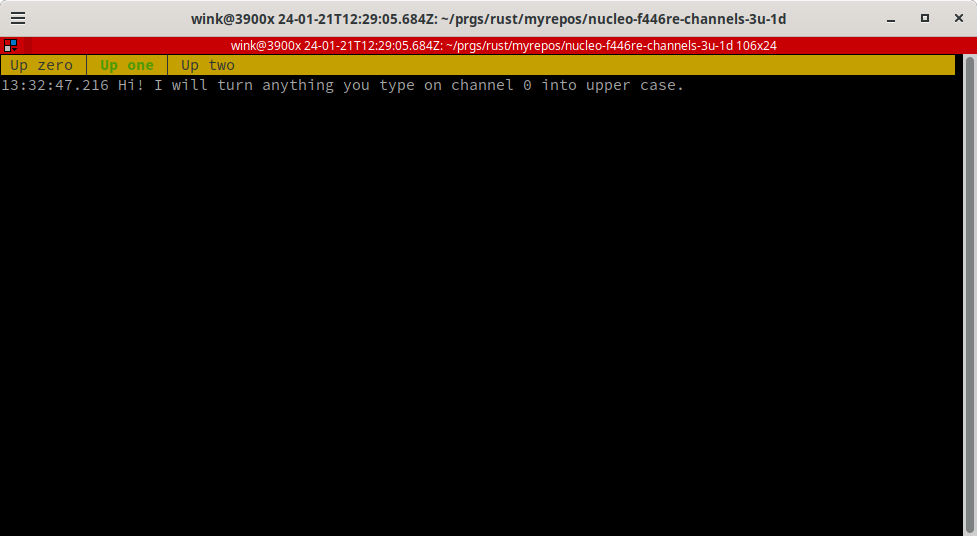 wink@3900x 24-01-21T12:29:05.684Z: ~/prgs/rust/myrepos/nucleo-f446re-channels-3u-1d
wink@3900x 24-01-21T12:29:05.684Z: ~/prgs/rust/myrepos/nucleo-f446re-channels-3u-1d 106x24
Up zero │ Up one │ Up two
13:32:47.216 Hi! I will turn anything you type on channel 0 into upper case.